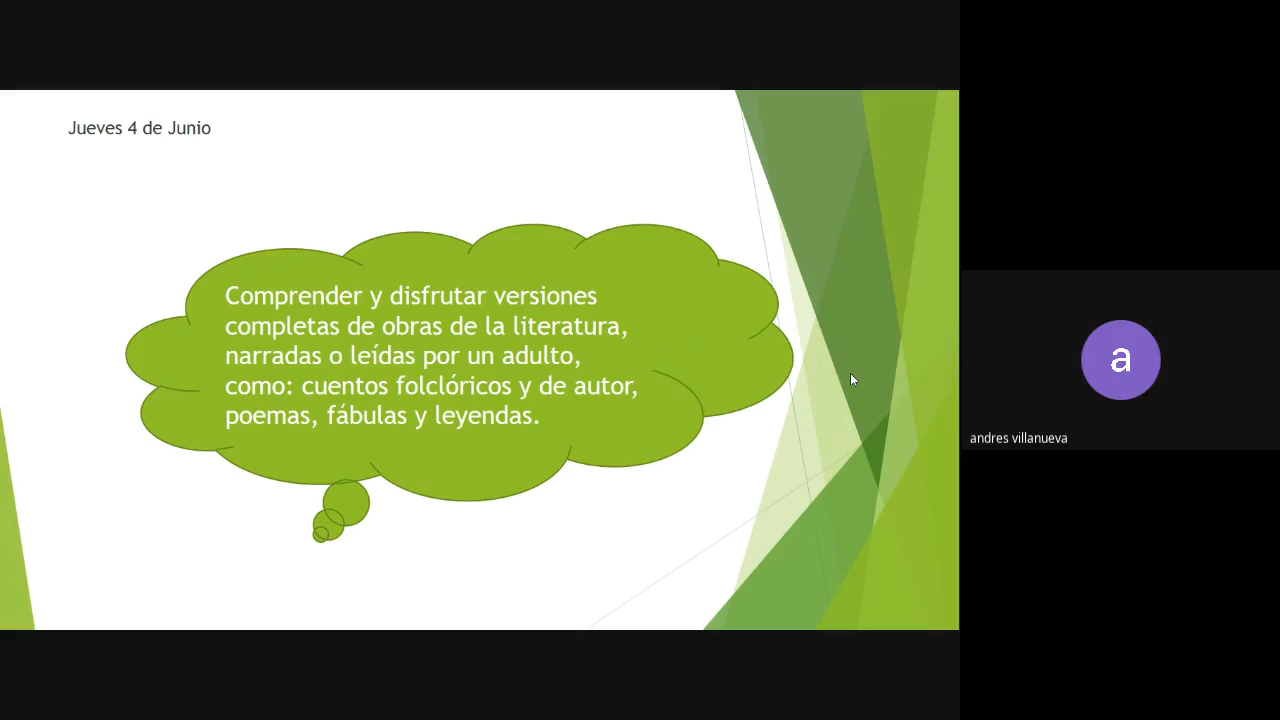 Jueves 4 de Junio
Comprender y disfrutar versiones
completas de obras de la literatura,
narradas o leídas por un adulto,
como: cuentos folclóricos y de autor,
poemas, fábulas y leyendas.
a
andres villanueva